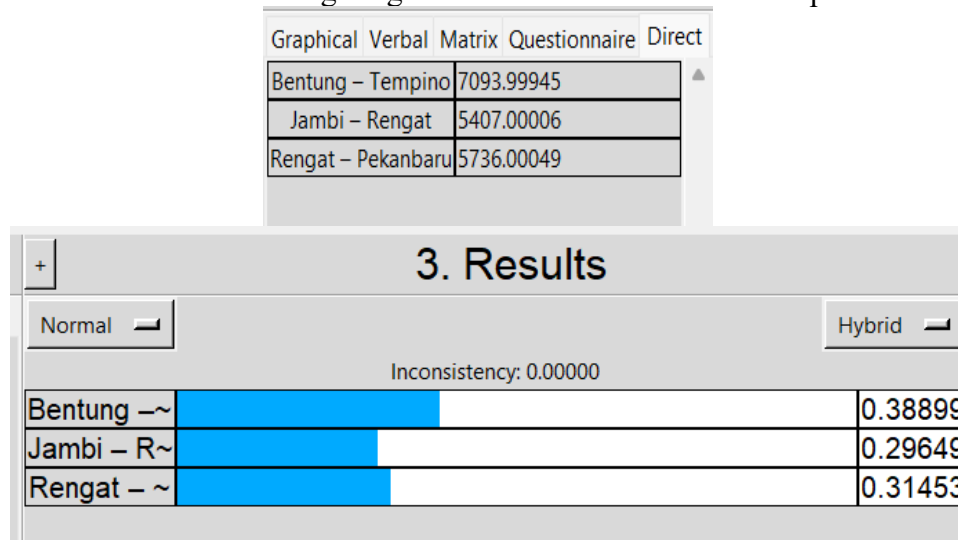 Graphical Verbal Matrix Questionnaire Direct
Bentung – Tempino 7093.99945
Jambi – Rengat 5407.00006
Rengat – Pekanbaru 5736.00049
+ 3. Results
Normal Hybrid
Inconsistency: 0.00000
Bentung –~ 0.38899
Jambi – R~ 0.29649
Rengat – ~ 0.31453